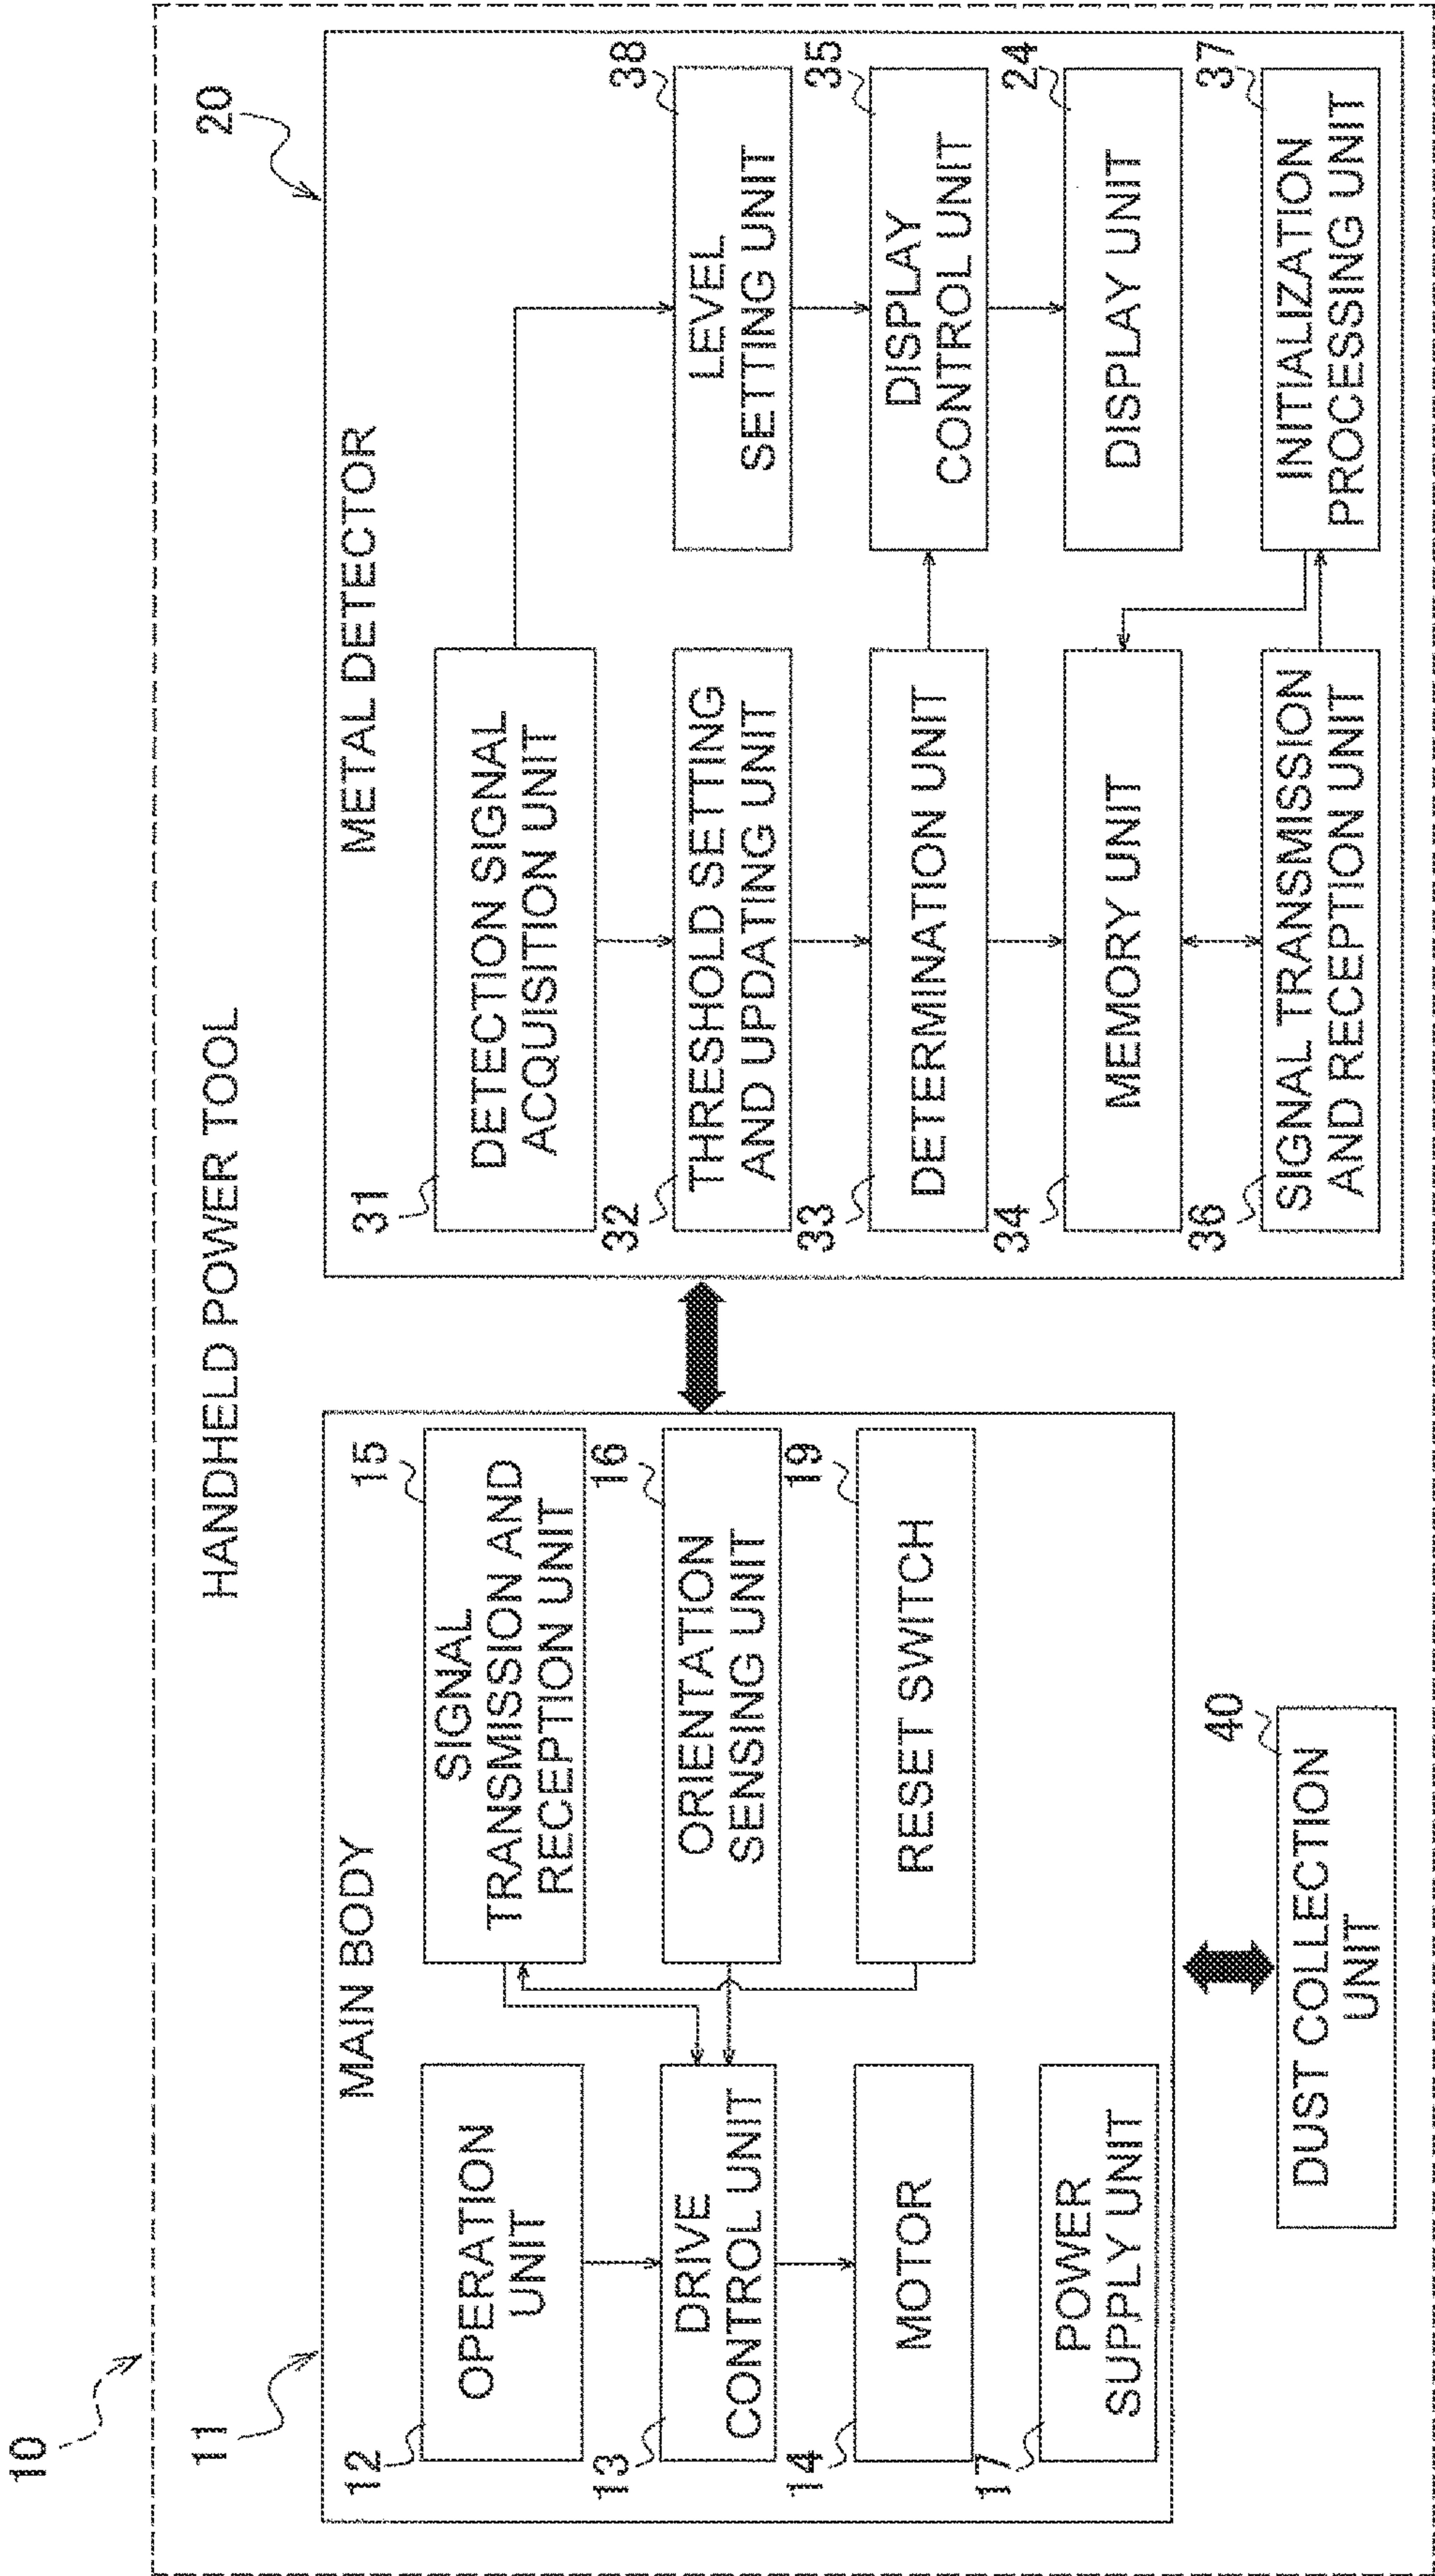 10
HANDHELD POWER TOOL
11
MAIN BODY
12
OPERATION
UNIT
13
DRIVE
CONTROL UNIT
14
MOTOR
17
POWER
SUPPLY UNIT
15
SIGNAL
TRANSMISSION AND
RECEPTION UNIT
16
ORIENTATION
SENSING UNIT
19
RESET SWITCH
40
DUST COLLECTION
UNIT
20
METAL DETECTOR
31
DETECTION SIGNAL
ACQUISITION UNIT
32
THRESHOLD SETTING
AND UPDATING UNIT
33
DETERMINATION UNIT
34
MEMORY UNIT
36
SIGNAL TRANSMISSION
AND RECEPTION UNIT
38
LEVEL
SETTING UNIT
35
DISPLAY
CONTROL UNIT
24
DISPLAY UNIT
37
INITIALIZATION
PROCESSING UNIT